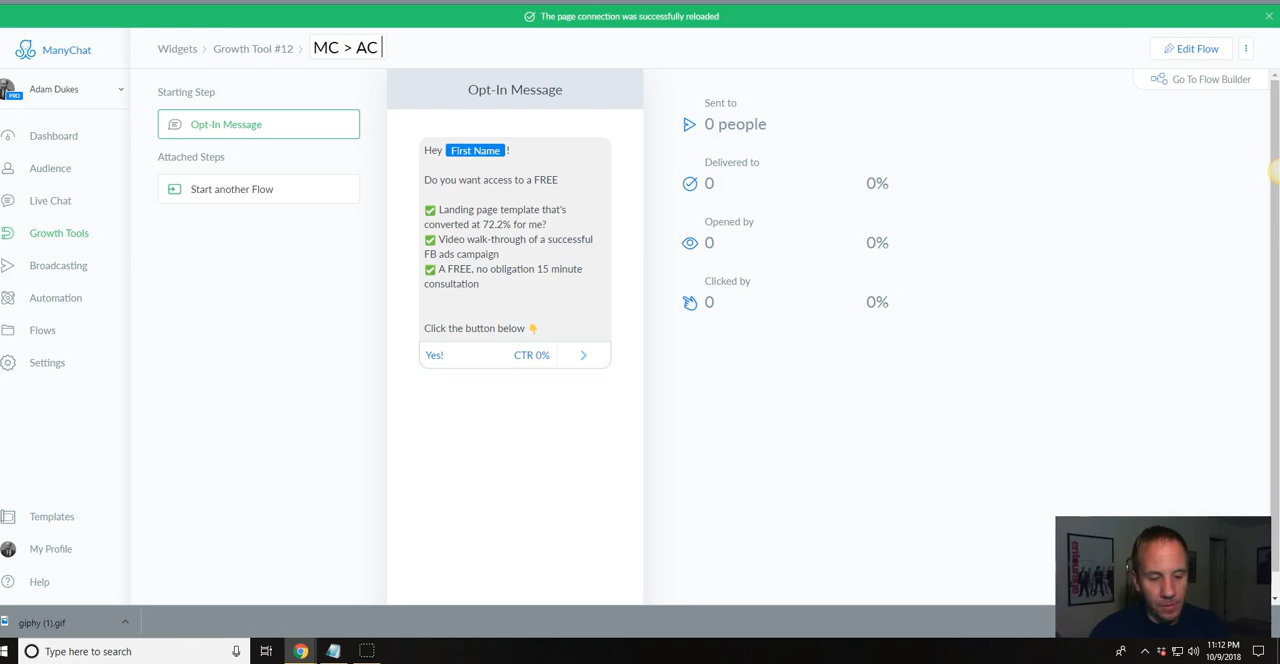 The page connection was successfully reloaded
ManyChat
Widgets
Growth Tool #12
MC > AC
Edit Flow
Go To Flow Builder
PRO
Adam Dukes
Dashboard
Audience
Live Chat
Growth Tools
Broadcasting
Automation
Flows
Settings
Templates
My Profile
Help
Starting Step
Opt-In Message
Attached Steps
Start another Flow
Opt-In Message
Hey First Name !
Do you want access to a FREE
✅ Landing page template that's
converted at 72.2% for me?
✅ Video walk-through of a successful
FB ads campaign
✅ A FREE, no obligation 15 minute
consultation
Click the button below 👇
Yes! CTR 0%
Sent to
0 people
Delivered to
0 0%
Opened by
0 0%
Clicked by
0 0%
giphy (1).gif
Type here to search
11:12 PM
10/9/2018